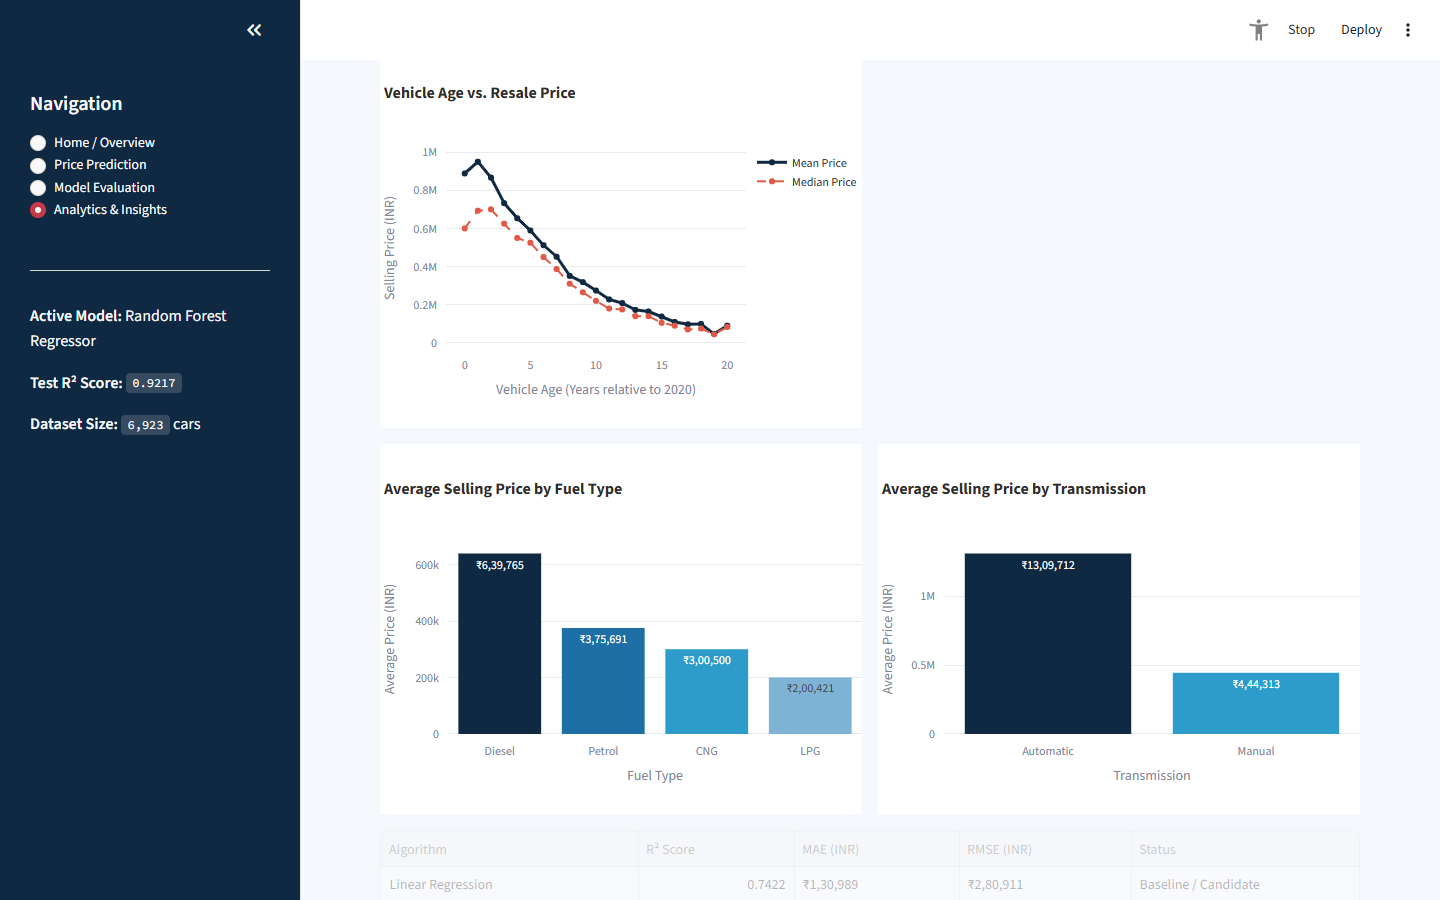 Stop
Deploy
Navigation
Home / Overview
Price Prediction
Model Evaluation
Analytics & Insights
Active Model: Random Forest
Regressor
Test R² Score: 0.9217
Dataset Size: 6,923 cars
Vehicle Age vs. Resale Price
1M
0.8M
0.6M
0.4M
0.2M
0
Selling Price (INR)
0 5 10 15 20
Vehicle Age (Years relative to 2020)
Mean Price
Median Price
Average Selling Price by Fuel Type
600k
400k
200k
0
Average Price (INR)
₹6,39,765
₹3,75,691
₹3,00,500
₹2,00,421
Diesel Petrol CNG LPG
Fuel Type
Average Selling Price by Transmission
1M
0.5M
0
Average Price (INR)
₹13,09,712
₹4,44,313
Automatic Manual
Transmission
Algorithm R² Score MAE (INR) RMSE (INR) Status
Linear Regression 0.7422 ₹1,30,989 ₹2,80,911 Baseline / Candidate